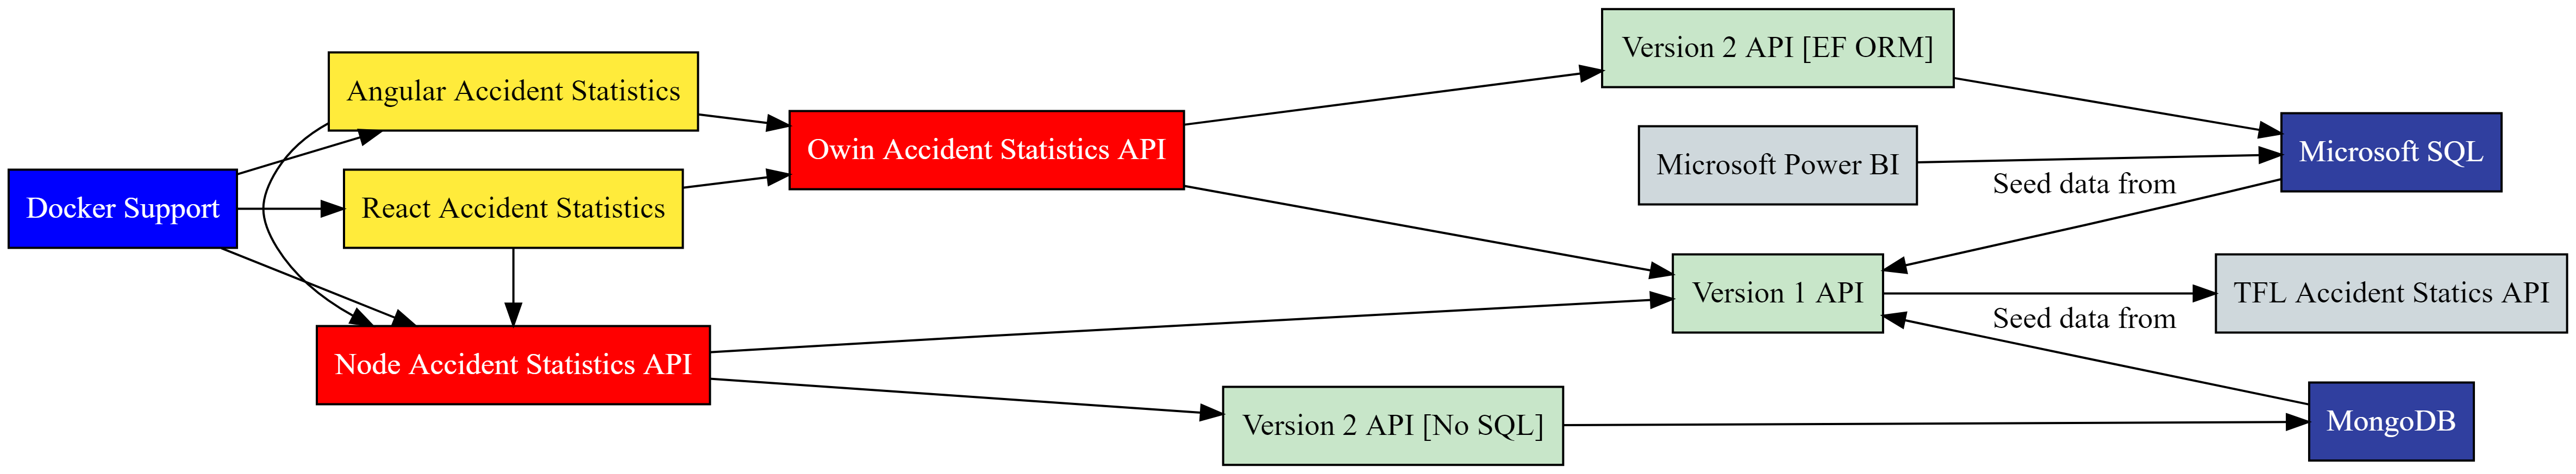 Docker Support
Angular Accident Statistics
React Accident Statistics
Node Accident Statistics API
Owin Accident Statistics API
Version 2 API [EF ORM]
Microsoft Power BI
Version 1 API
Version 2 API [No SQL]
Seed data from
Seed data from
Microsoft SQL
TFL Accident Statics API
MongoDB